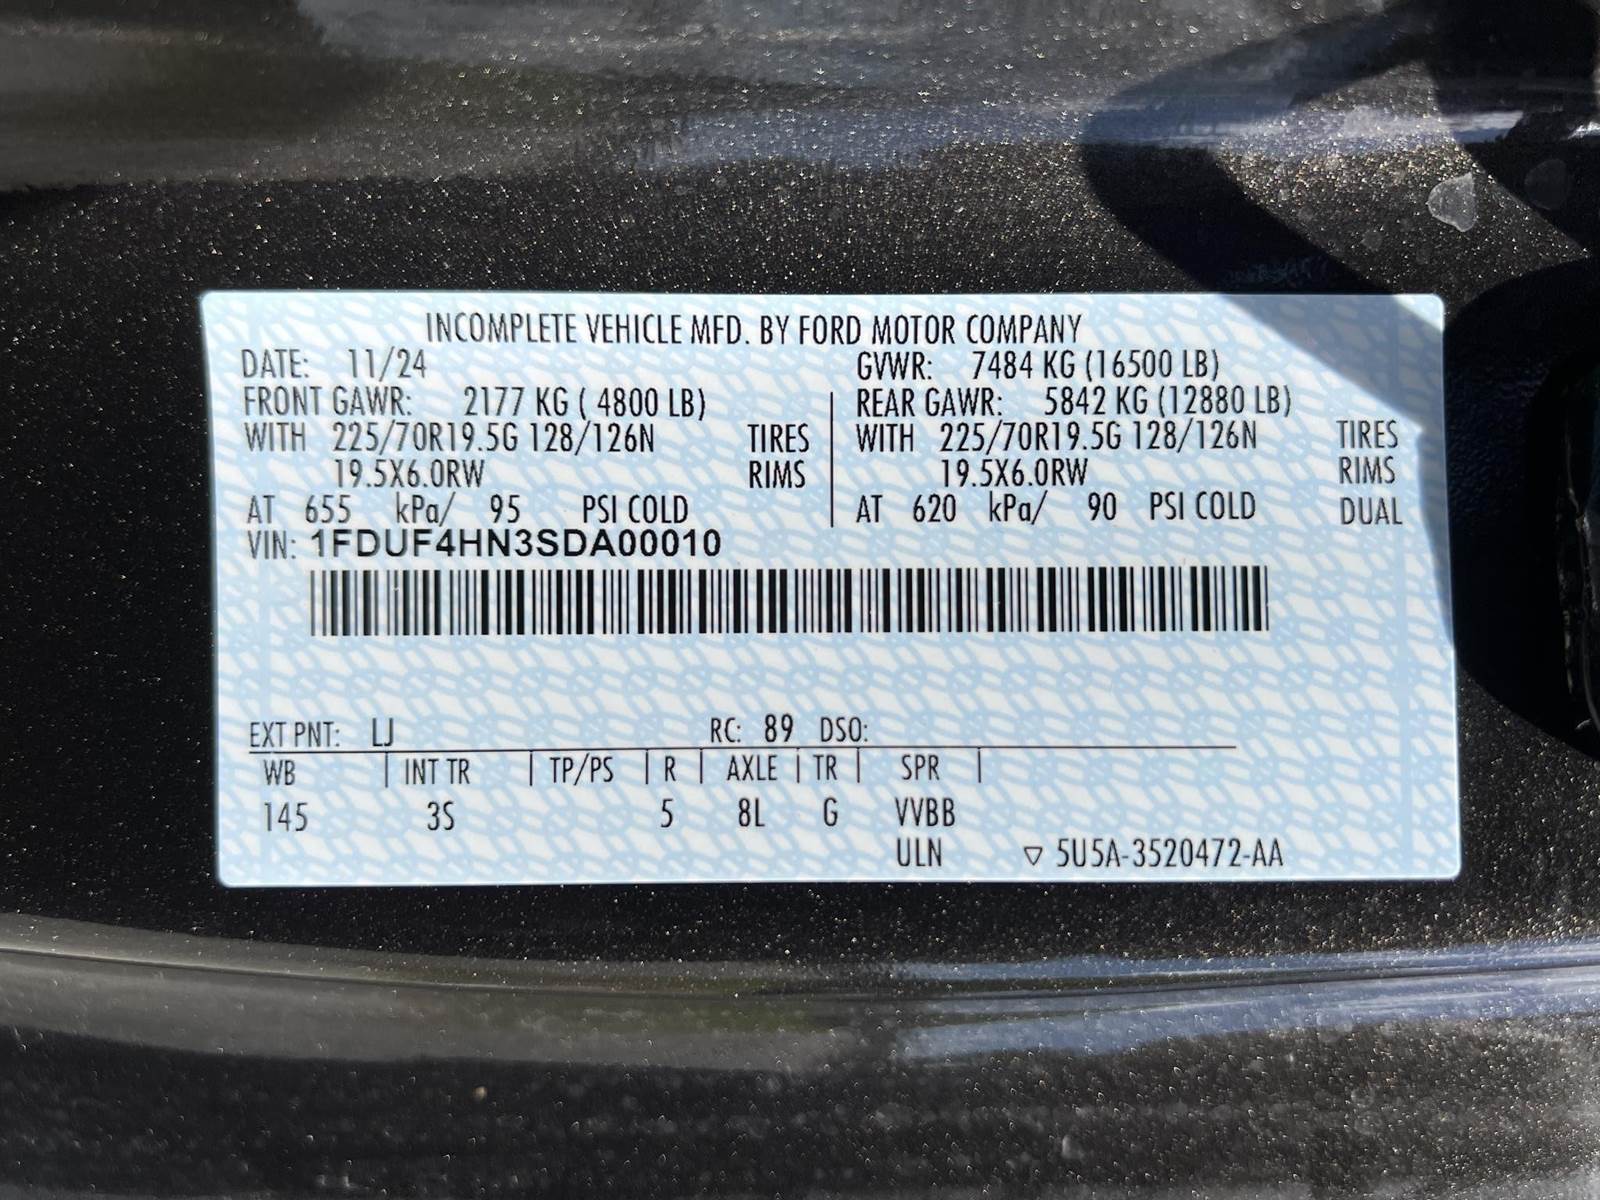 INCOMPLETE VEHICLE MFD. BY FORD MOTOR COMPANY
DATE: 11/24 GVWR: 7484 KG (16500 LB)
FRONT GAWR: 2177 KG ( 4800 LB) REAR GAWR: 5842 KG (12880 LB)
WITH 225/70R19.5G 128/126N TIRES WITH 225/70R19.5G 128/126N TIRES
19.5X6.0RW RIMS 19.5X6.0RW RIMS
AT 655 kPa/ 95 PSI COLD AT 620 kPa/ 90 PSI COLD DUAL
VIN: 1FDUF4HN3SDA00010
EXT PNT: LJ RC: 89 DSO:
WB | INT TR | TP/PS | R | AXLE | TR | SPR |
145 3S 5 8L G VVBB
ULN ▽ 5U5A-3520472-AA